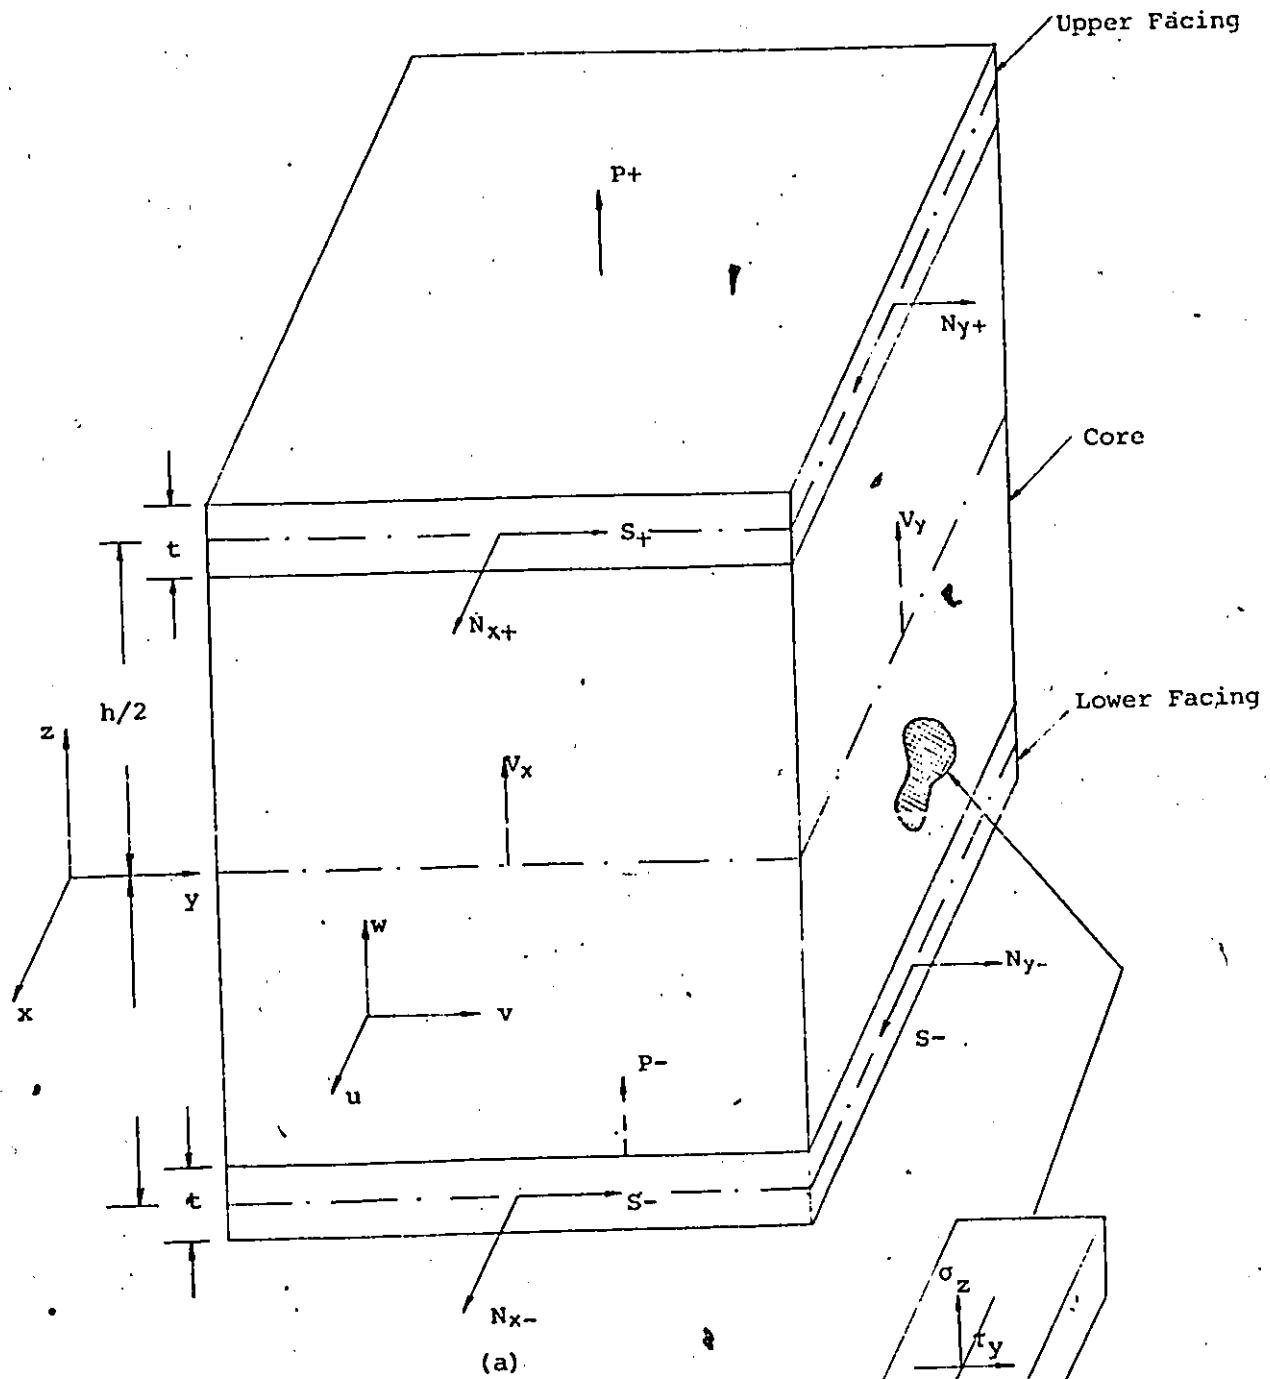 Upper Facing
P+
Ny+
Core
t
S+
Nx+
Vy
h/2
Lower Facing
z
Vx
y
w
Ny-
x
v
S-
P-
u
t
S-
Nx-
σz
τy
(a)